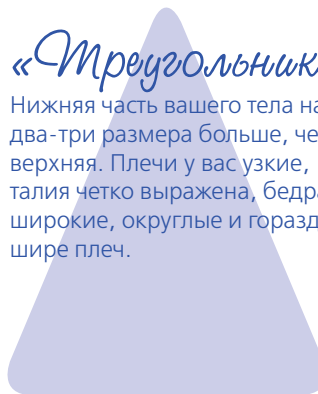 «Треугольник
Нижняя часть вашего тела на
два-три размера больше, че
верхняя. Плечи у вас узкие,
талия четко выражена, бедра
широкие, округлые и горазд
шире плеч.